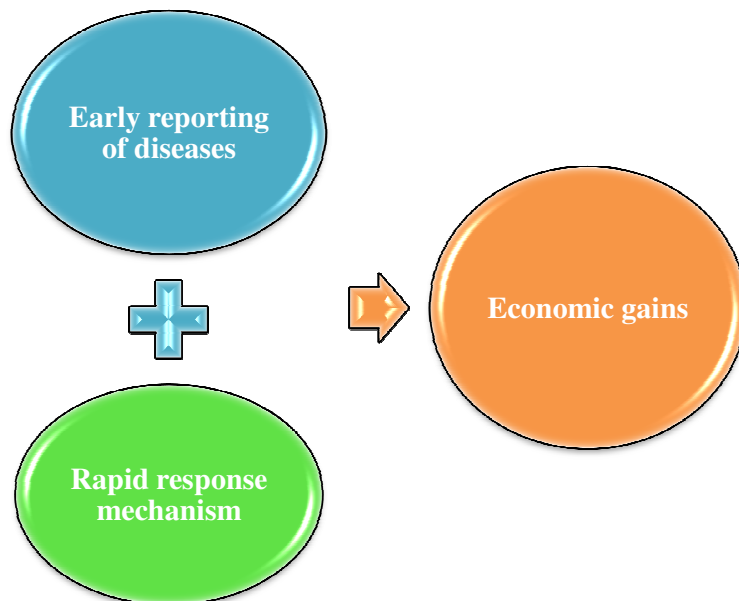 Early reporting
of diseases
Rapid response
mechanism
Economic gains